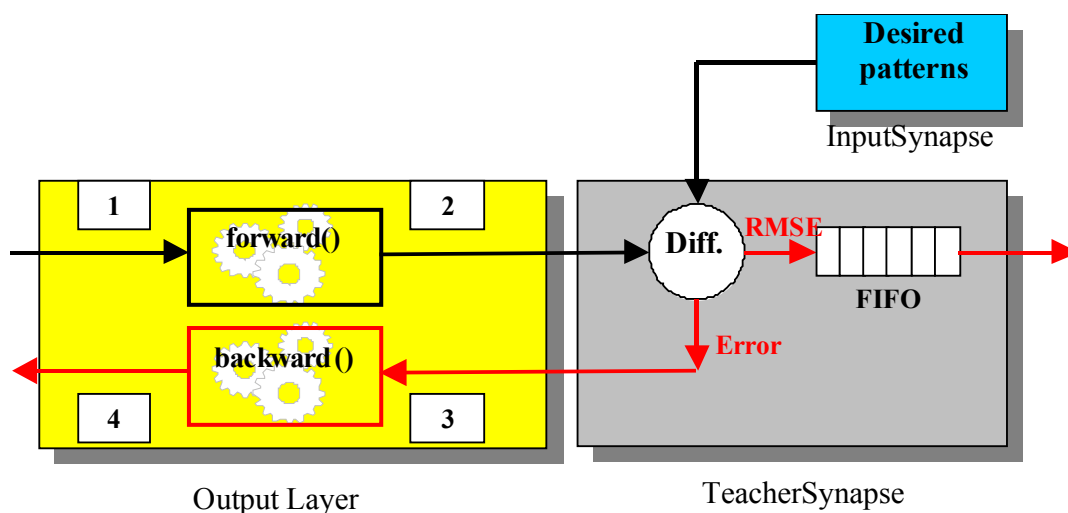 Desired
patterns
InputSynapse
1
2
forward()
Diff.
RMSE
FIFO
backward()
Error
4
3
Output Layer
TeacherSynapse